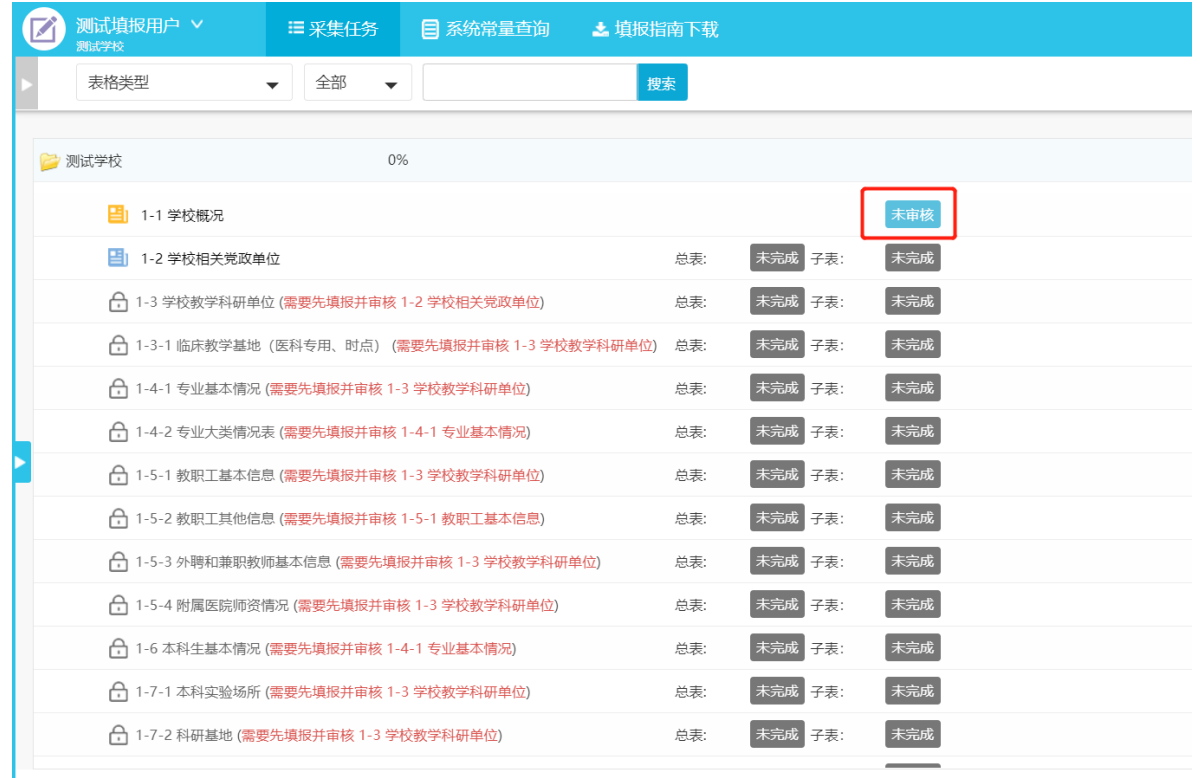 测试填报用户 采集任务 系统常量查询 填报指南下载
测试学校
表格类型 全部 搜索
测试学校 0%
1-1 学校概况 未审核
1-2 学校相关党政单位 总表: 未完成 子表: 未完成
1-3 学校教学科研单位 (需要先填报并审核 1-2 学校相关党政单位) 总表: 未完成 子表: 未完成
1-3-1 临床教学基地（医科专用、时点） (需要先填报并审核 1-3 学校教学科研单位) 总表: 未完成 子表: 未完成
1-4-1 专业基本情况 (需要先填报并审核 1-3 学校教学科研单位) 总表: 未完成 子表: 未完成
1-4-2 专业大类情况表 (需要先填报并审核 1-4-1 专业基本情况) 总表: 未完成 子表: 未完成
1-5-1 教职工基本信息 (需要先填报并审核 1-3 学校教学科研单位) 总表: 未完成 子表: 未完成
1-5-2 教职工其他信息 (需要先填报并审核 1-5-1 教职工基本信息) 总表: 未完成 子表: 未完成
1-5-3 外聘和兼职教师基本信息 (需要先填报并审核 1-3 学校教学科研单位) 总表: 未完成 子表: 未完成
1-5-4 附属医院师资情况 (需要先填报并审核 1-3 学校教学科研单位) 总表: 未完成 子表: 未完成
1-6 本科生基本情况 (需要先填报并审核 1-4-1 专业基本情况) 总表: 未完成 子表: 未完成
1-7-1 本科实验场所 (需要先填报并审核 1-3 学校教学科研单位) 总表: 未完成 子表: 未完成
1-7-2 科研基地 (需要先填报并审核 1-3 学校教学科研单位) 总表: 未完成 子表: 未完成